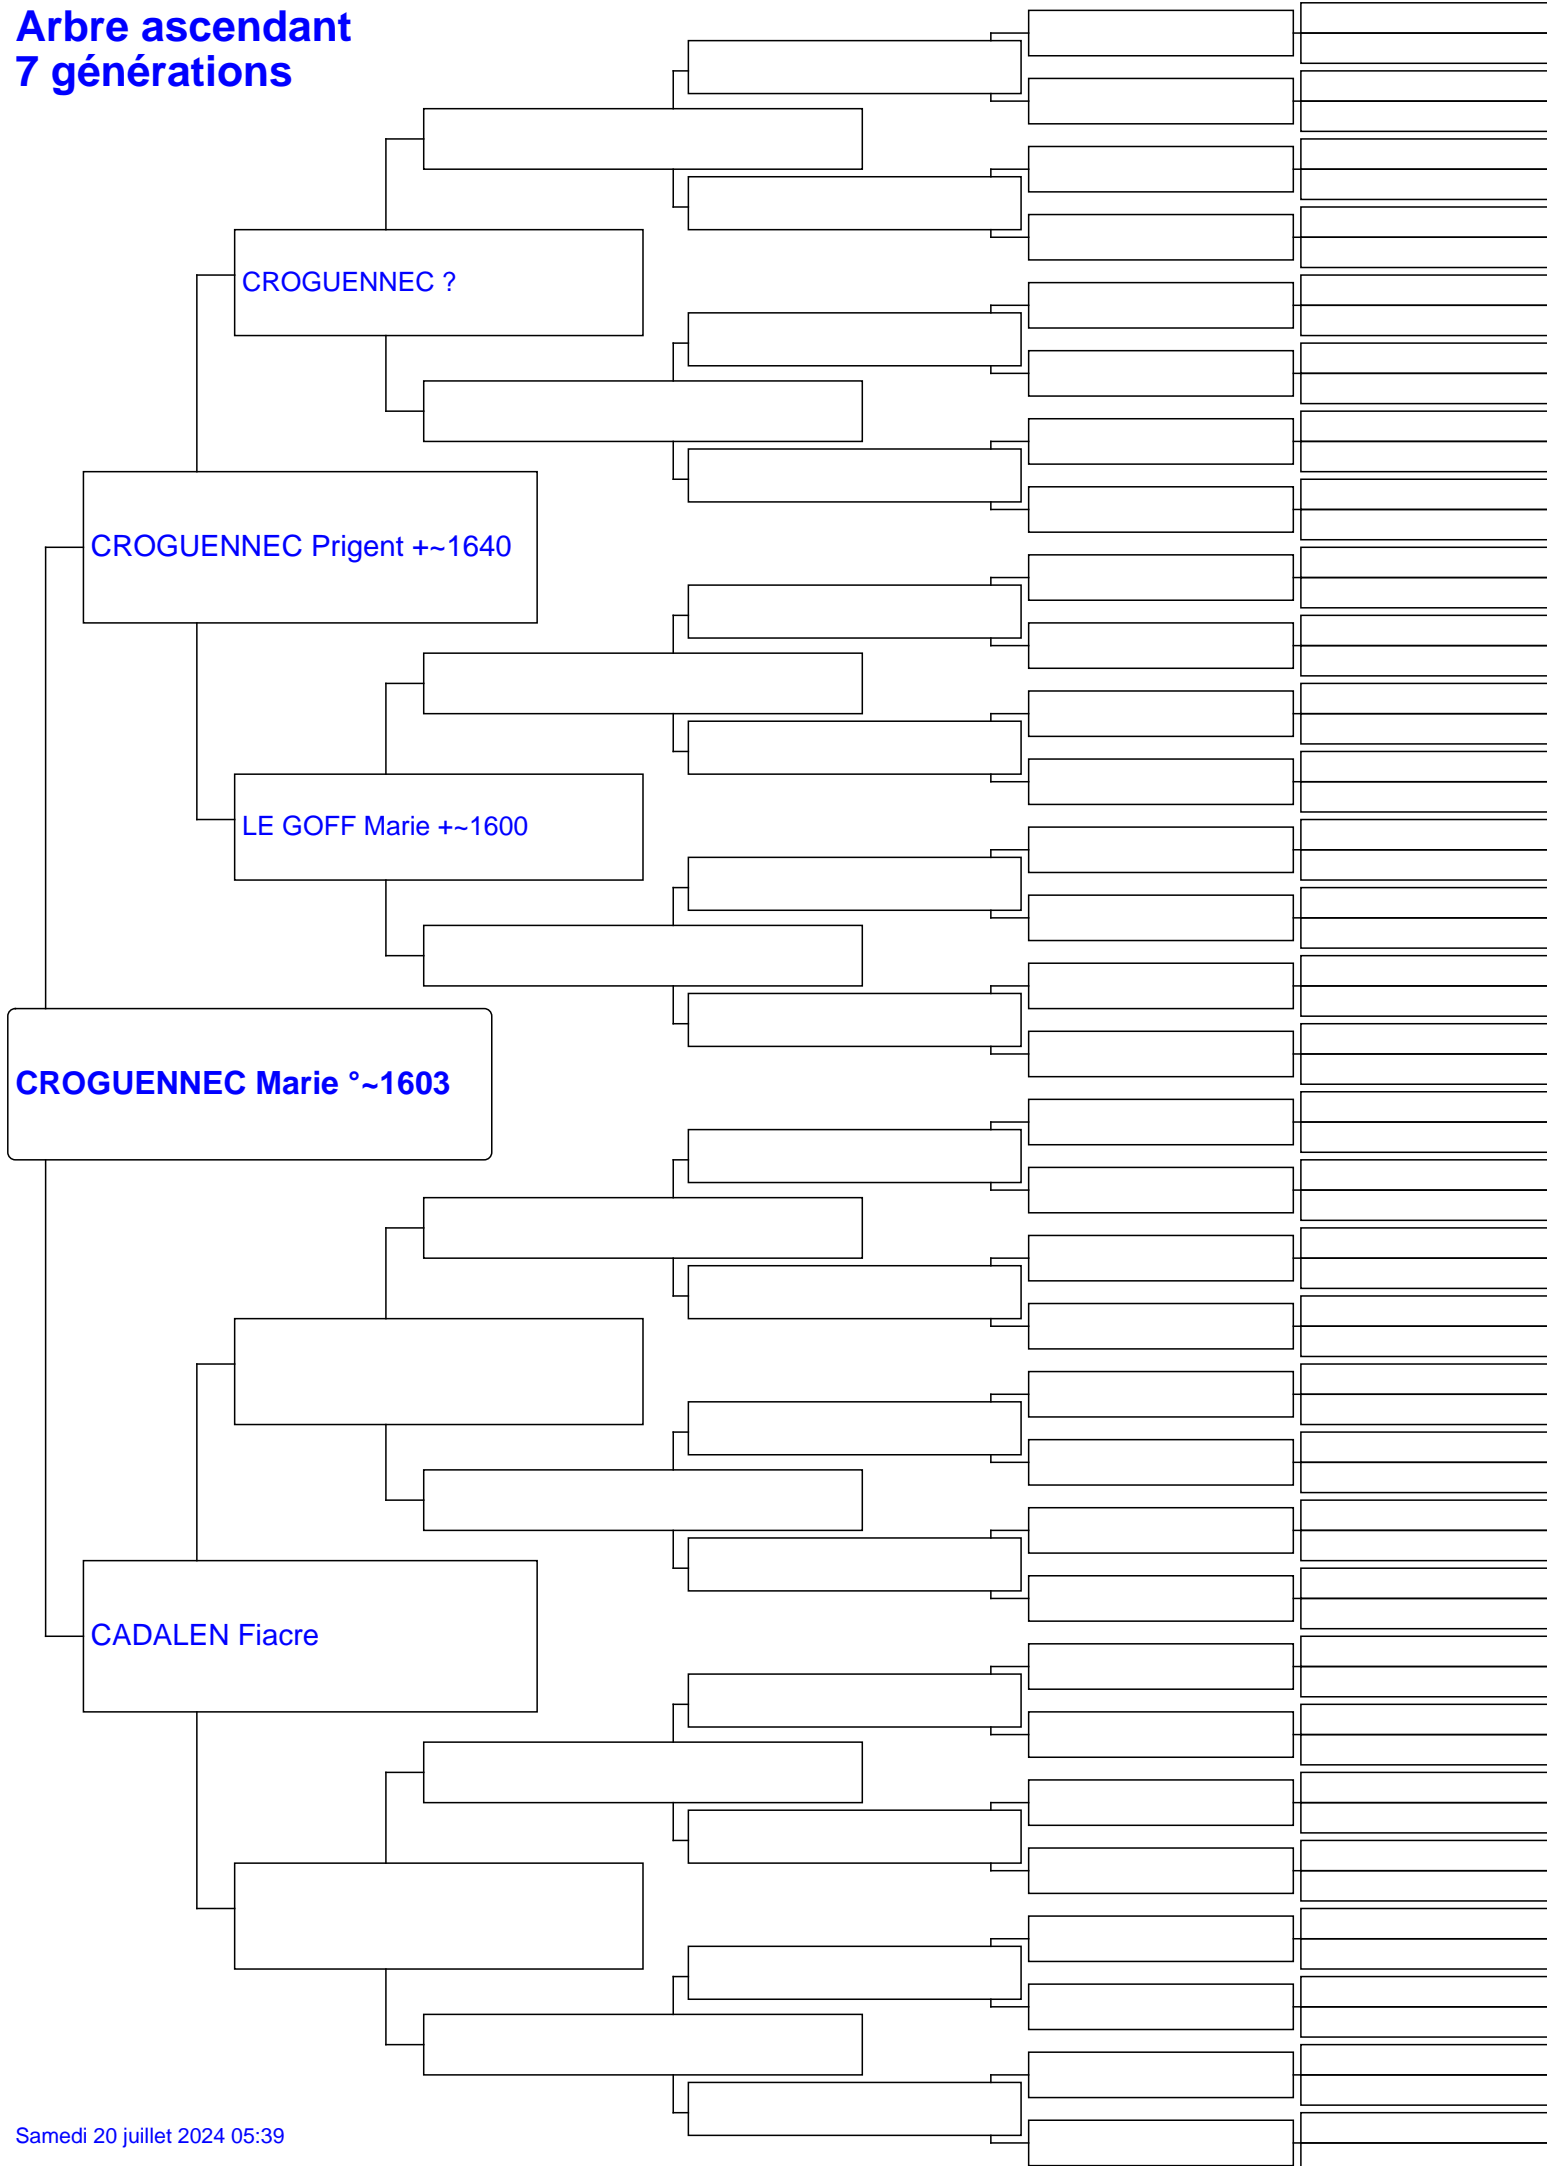 Arbre ascendant
7 générations
CROGUENNEC ?
CROGUENNEC Prigent +~1640
LE GOFF Marie +~1600
CROGUENNEC Marie °~1603
CADALEN Fiacre
Samedi 20 juillet 2024 05:39